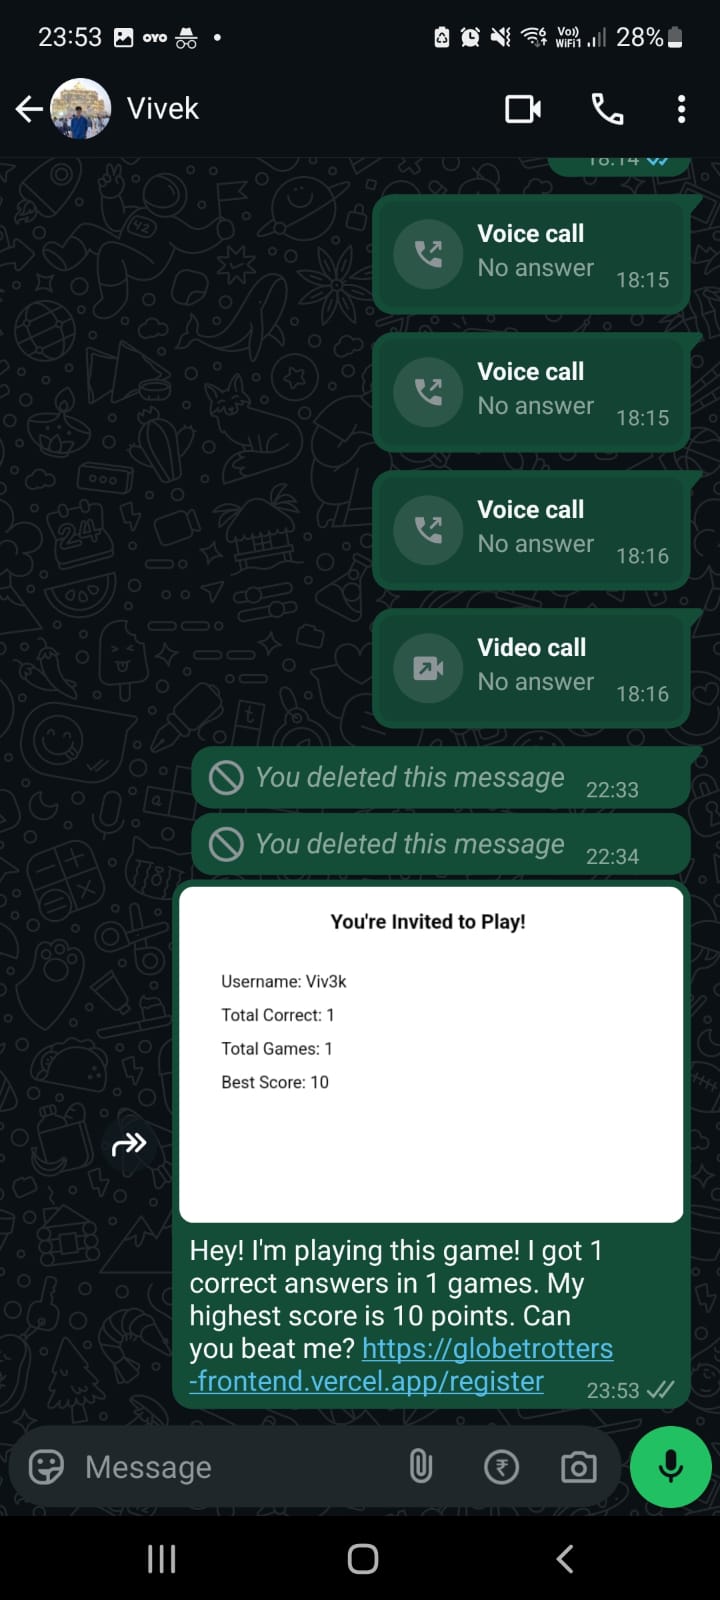 23:53 OYO Vo)) WiFi1 28%
Vivek
18:14
Voice call
No answer 18:15
Voice call
No answer 18:15
Voice call
No answer 18:16
Video call
No answer 18:16
You deleted this message 22:33
You deleted this message 22:34
You're Invited to Play!
Username: Viv3k
Total Correct: 1
Total Games: 1
Best Score: 10
Hey! I'm playing this game! I got 1
correct answers in 1 games. My
highest score is 10 points. Can
you beat me? https://globetrotters
-frontend.vercel.app/register 23:53
Message